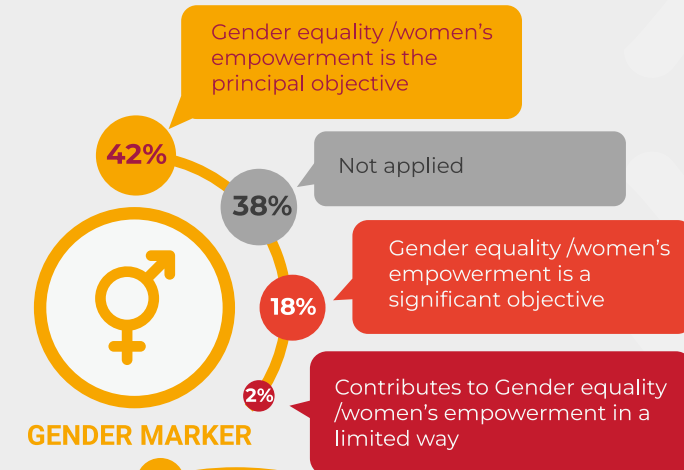 Gender equality /women's
empowerment is the
principal objective
42%
Not applied
38%
Gender equality /women's
empowerment is a
significant objective
18%
Contributes to Gender equality
/women's empowerment in a
limited way
2%
GENDER MARKER